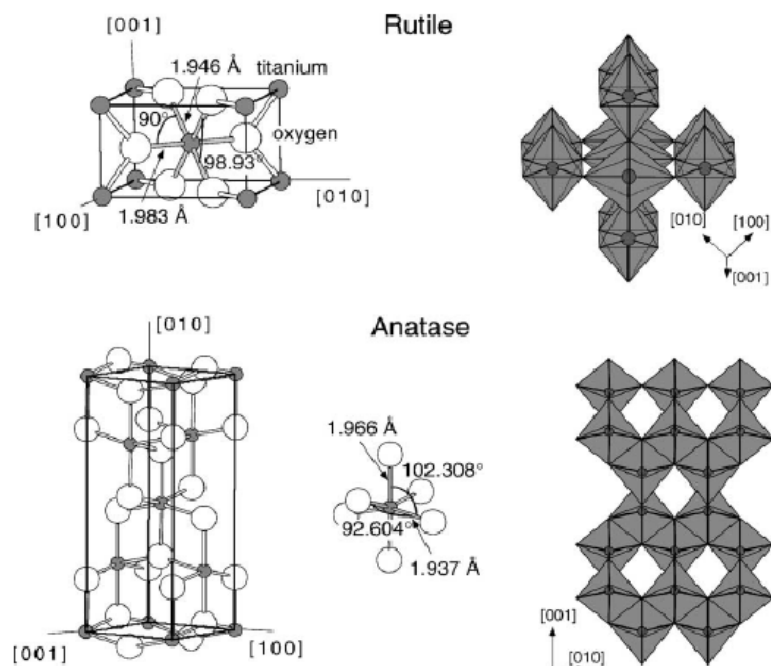 Rutile
[001]
1.946 Å titanium
90°
oxygen
98.93°
[010]
[100]
1.983 Å
[010]
[100]
[001]
Anatase
[010]
1.966 Å
102.308°
92.604°
1.937 Å
[001]
[100]
[001]
[010]